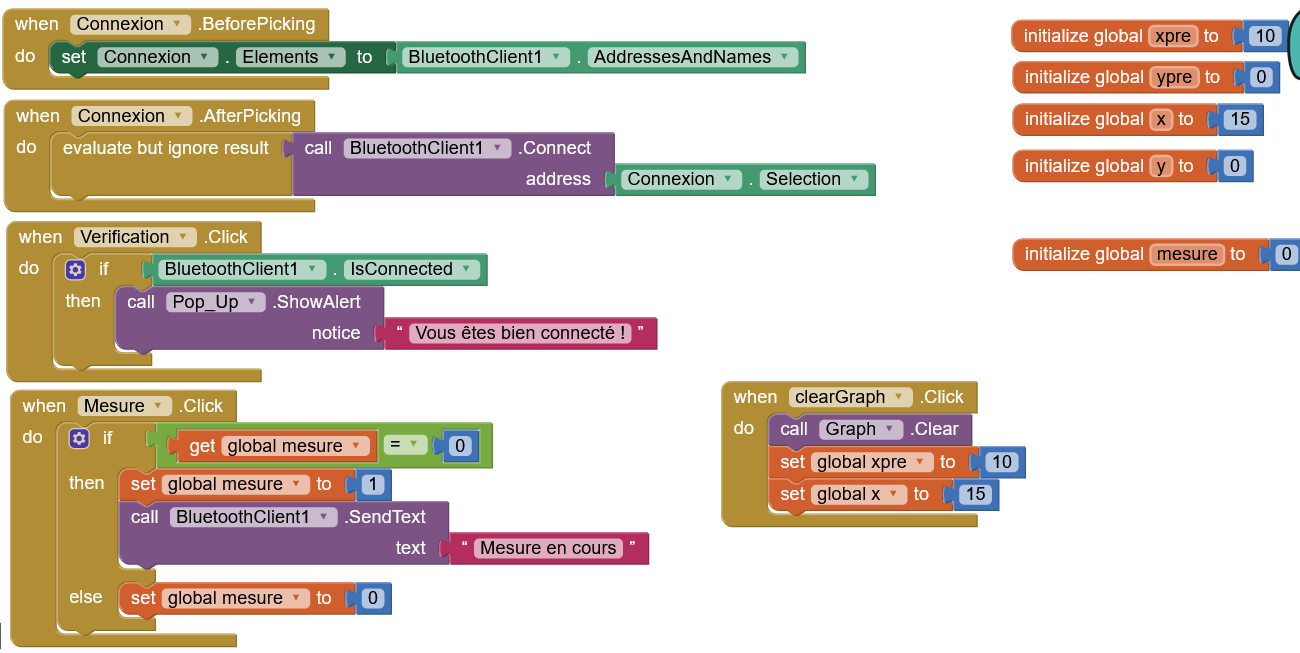 when Connexion .BeforePicking
do set Connexion . Elements to BluetoothClient1 . AddressesAndNames
when Connexion .AfterPicking
do evaluate but ignore result call BluetoothClient1 .Connect
address Connexion . Selection
when Verification .Click
do if BluetoothClient1 . IsConnected
then call Pop_Up .ShowAlert
notice “ Vous êtes bien connecté ! ”
when Mesure .Click
do if get global mesure = 0
then set global mesure to 1
call BluetoothClient1 .SendText
text “ Mesure en cours ”
else set global mesure to 0
initialize global xpre to 10
initialize global ypre to 0
initialize global x to 15
initialize global y to 0
initialize global mesure to 0
when clearGraph .Click
do call Graph .Clear
set global xpre to 10
set global x to 15